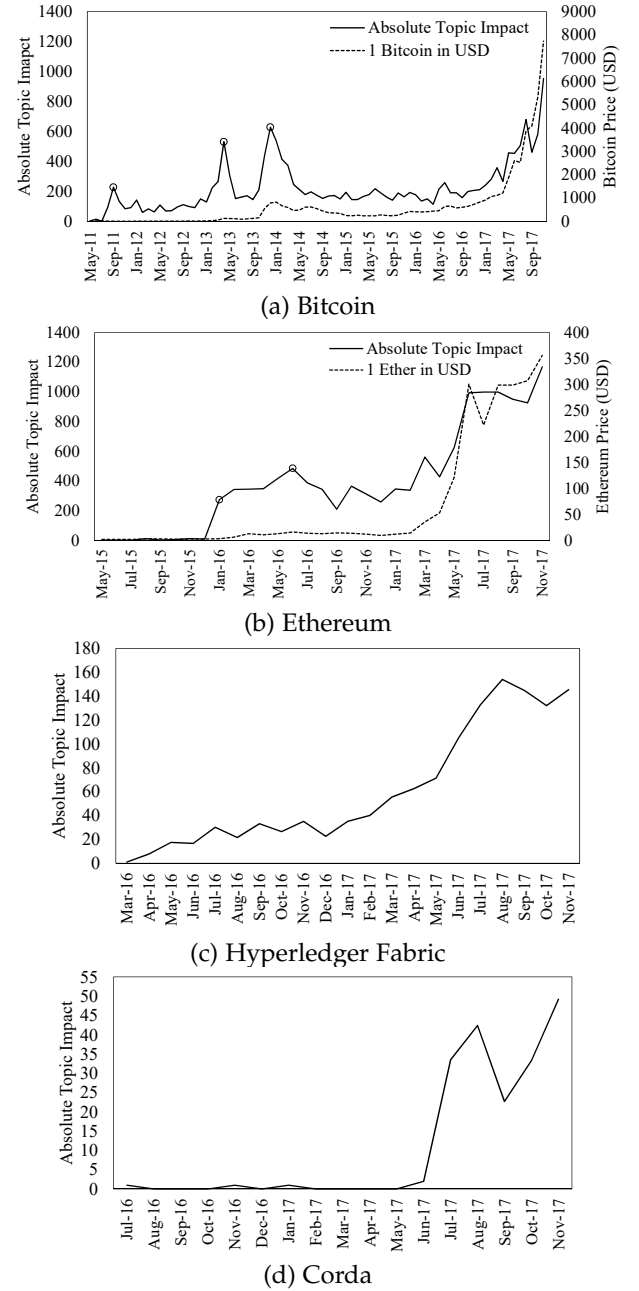 Absolute Topic Imapct
1400
1200
1000
800
600
400
200
0
Absolute Topic Impact
1 Bitcoin in USD
9000
8000
7000
6000
5000
4000
3000
2000
1000
0
Bitcoin Price (USD)
May-11
Sep-11
Jan-12
May-12
Sep-12
Jan-13
May-13
Sep-13
Jan-14
May-14
Sep-14
Jan-15
May-15
Sep-15
Jan-16
May-16
Sep-16
Jan-17
May-17
Sep-17
(a) Bitcoin
Absolute Topic Impact
1400
1200
1000
800
600
400
200
0
Absolute Topic Impact
1 Ether in USD
400
350
300
250
200
150
100
50
0
Ethereum Price (USD)
May-15
Jul-15
Sep-15
Nov-15
Jan-16
Mar-16
May-16
Jul-16
Sep-16
Nov-16
Jan-17
Mar-17
May-17
Jul-17
Sep-17
Nov-17
(b) Ethereum
Absolute Topic Impact
180
160
140
120
100
80
60
40
20
0
Mar-16
Apr-16
May-16
Jun-16
Jul-16
Aug-16
Sep-16
Oct-16
Nov-16
Dec-16
Jan-17
Feb-17
Mar-17
Apr-17
May-17
Jun-17
Jul-17
Aug-17
Sep-17
Oct-17
Nov-17
(c) Hyperledger Fabric
Absolute Topic Impact
55
50
45
40
35
30
25
20
15
10
5
0
Jul-16
Aug-16
Sep-16
Oct-16
Nov-16
Dec-16
Jan-17
Feb-17
Apr-17
May-17
Jun-17
Jul-17
Aug-17
Sep-17
Oct-17
Nov-17
(d) Corda